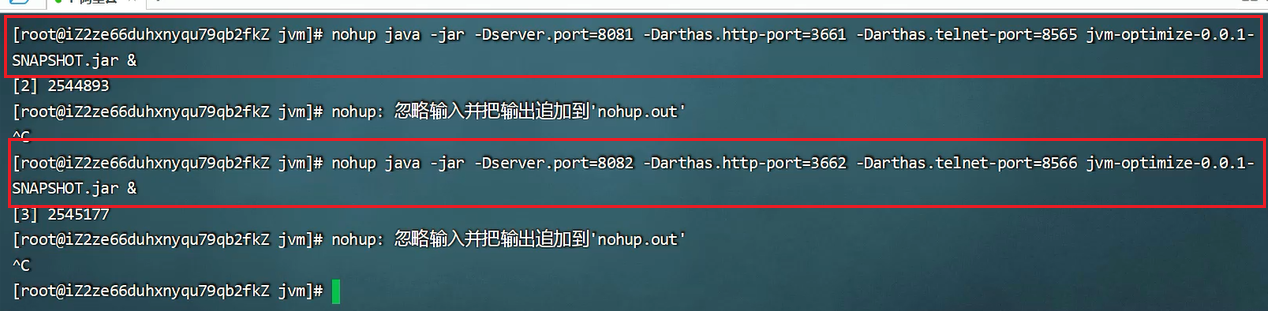 [root@iZ2ze66duhxnyqu79qb2fkZ jvm]# nohup java -jar -Dserver.port=8081 -Darthas.http-port=3661 -Darthas.telnet-port=8565 jvm-optimize-0.0.1-
SNAPSHOT.jar &
[2] 2544893
[root@iZ2ze66duhxnyqu79qb2fkZ jvm]# nohup: 忽略输入并把输出追加到'nohup.out'
^C
[root@iZ2ze66duhxnyqu79qb2fkZ jvm]# nohup java -jar -Dserver.port=8082 -Darthas.http-port=3662 -Darthas.telnet-port=8566 jvm-optimize-0.0.1-
SNAPSHOT.jar &
[3] 2545177
[root@iZ2ze66duhxnyqu79qb2fkZ jvm]# nohup: 忽略输入并把输出追加到'nohup.out'
^C
[root@iZ2ze66duhxnyqu79qb2fkZ jvm]#